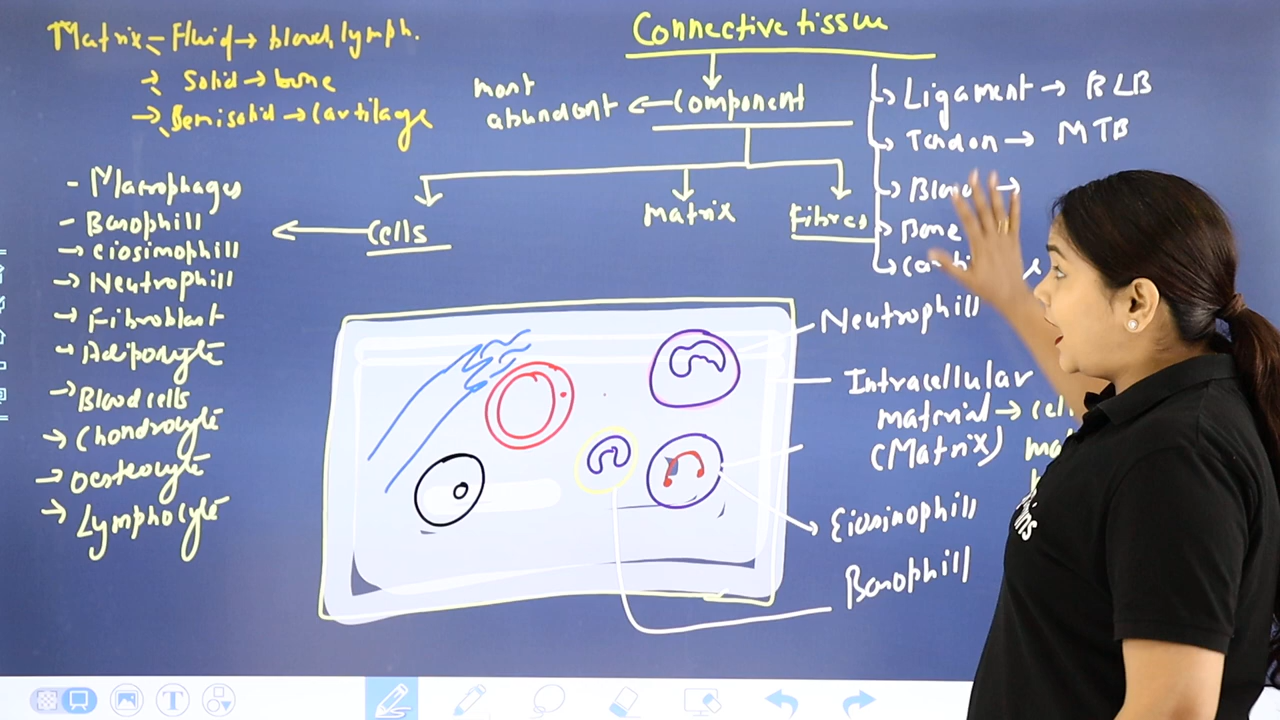 Connective tissue
Matrix - Fluid → blood, lymph.
→ Solid → bone
→ Semisolid → Cartilage
most
abundant ← Component
Ligament → BLB
Tendon → MTB
Blood →
Bone
Cells
Matrix
Fibres
- Macrophages
- Basophill
→ Eiosinophill
→ Neutrophill
→ Fibroblast
→ Adipocyte
→ Blood cells
→ Chondrocyte
→ Oesteocyte
→ Lymphocyte
Neutrophill
Intracellular
material → cell
(Matrix)
Eiosinophill
Basophill
T